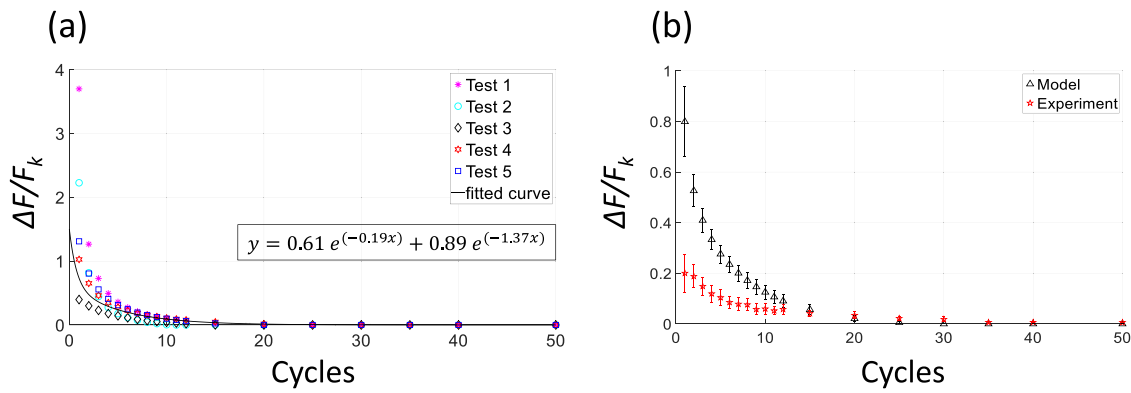 (a)
4
3
2
1
0
0 10 20 30 40 50
ΔF/F_k
Cycles
Test 1
Test 2
Test 3
Test 4
Test 5
fitted curve
y = 0.61 e^(−0.19x) + 0.89 e^(−1.37x)
(b)
1
0.8
0.6
0.4
0.2
0
0 10 20 30 40 50
ΔF/F_k
Cycles
Model
Experiment